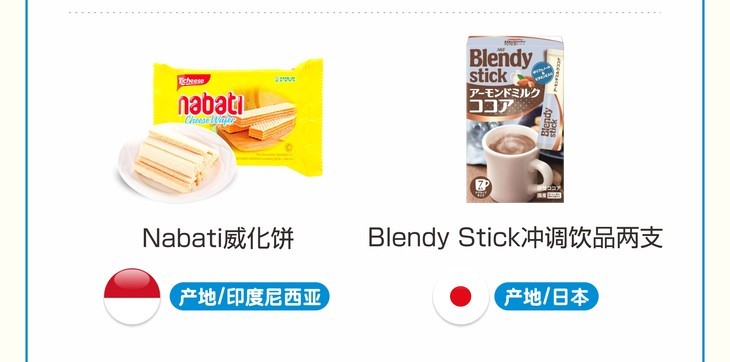 Richeese
nabati
Cheese Wafer
Blendy
stick
アーモンドミルク
ココア
Blendy
stick
Nabati威化饼
Blendy Stick冲调饮品两支
产地/印度尼西亚
产地/日本